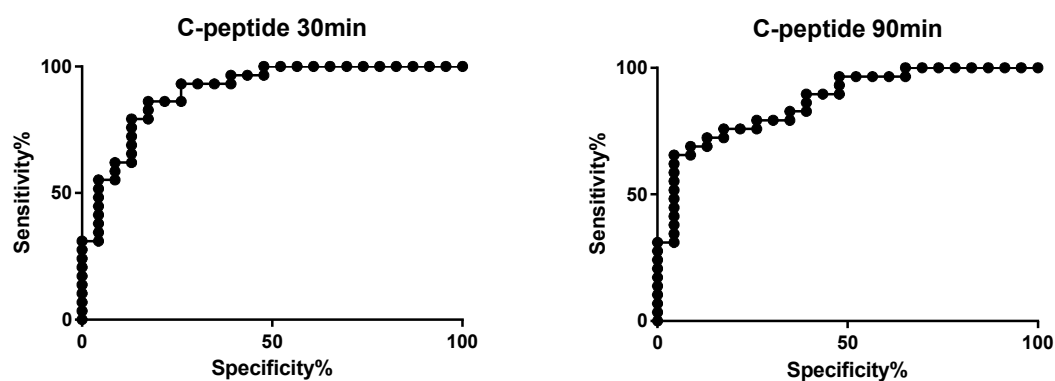 C-peptide 30min
100
50
0
Sensitivity%
0 50 100
Specificity%
C-peptide 90min
100
50
0
Sensitivity%
0 50 100
Specificity%